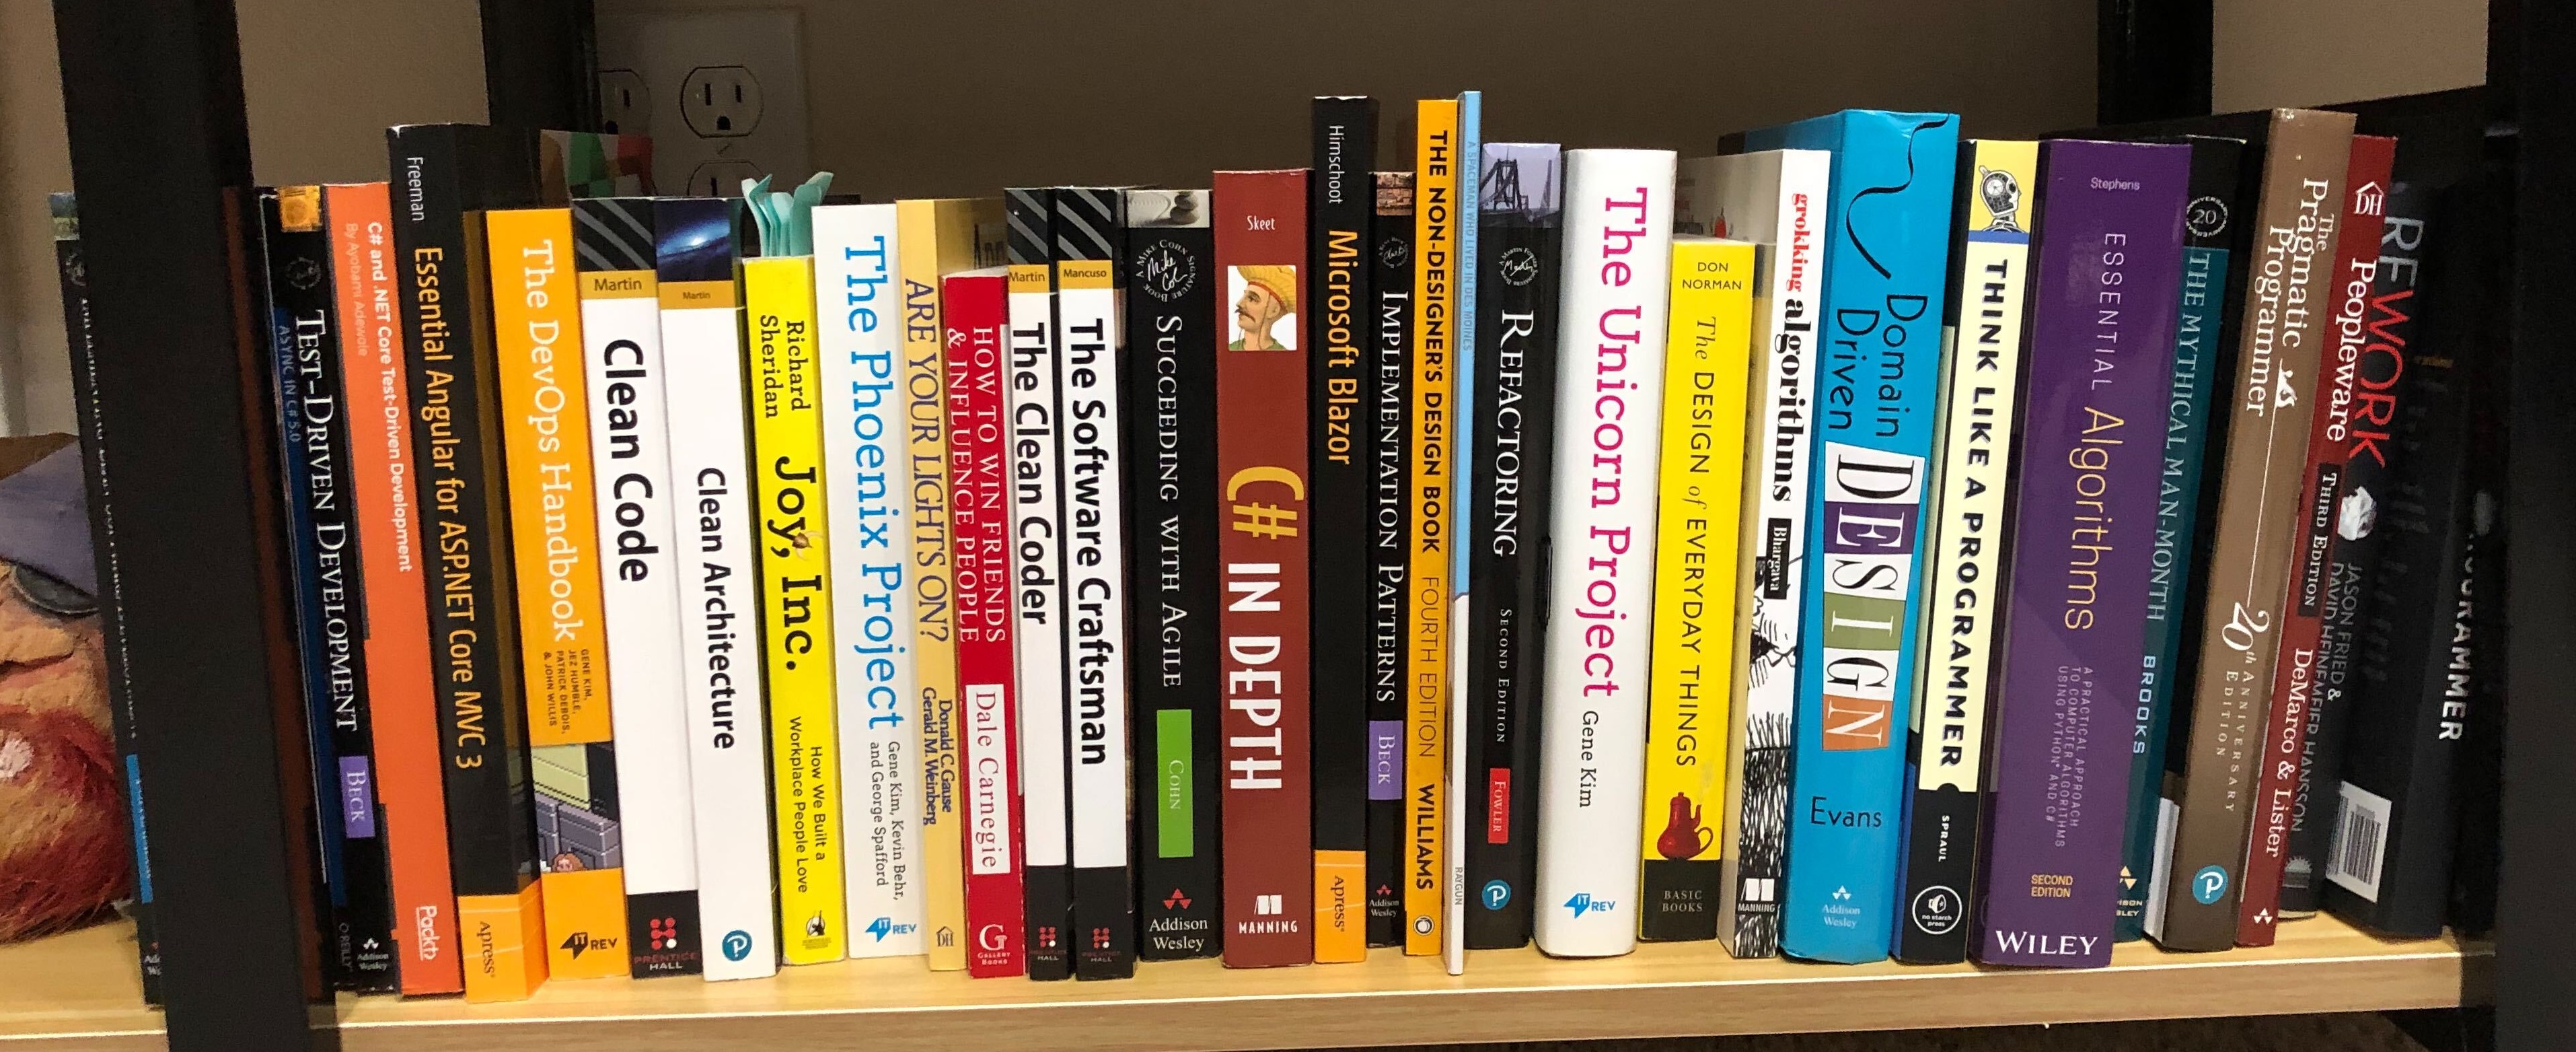 ASYNC IN C# 5.0
O'REILLY
TEST-DRIVEN DEVELOPMENT
BECK
Addison
Wesley
C# and .NET Core Test-Driven Development
By Ayobami Adewole
Packt
Freeman
Essential Angular for ASP.NET Core MVC 3
Apress
The DevOps Handbook
GENE KIM,
JEZ HUMBLE,
PATRICK DEBOIS,
& JOHN WILLIS
IT REV
Martin
Clean Code
PRENTICE
HALL
Martin
Clean Architecture
Richard
Sheridan
Joy, Inc.
How We Built a
Workplace People Love
The Phoenix Project
Gene Kim, Kevin Behr,
and George Spafford
IT REV
ARE YOUR LIGHTS ON?
Donald C. Gause
Gerald M. Weinberg
DH
HOW TO WIN FRIENDS
& INFLUENCE PEOPLE
Dale Carnegie
G
GALLERY
BOOKS
Martin
The Clean Coder
HALL
Mancuso
The Software Craftsman
PRENTICE
HALL
A MIKE COHN SIGNATURE BOOK
SUCCEEDING WITH AGILE
COHN
Addison
Wesley
Skeet
C# IN DEPTH
MANNING
Himschoot
Microsoft Blazor
Apress
IMPLEMENTATION PATTERNS
BECK
Addison
Wesley
THE NON-DESIGNER'S DESIGN BOOK FOURTH EDITION WILLIAMS
A SPACEMAN WHO LIVED IN DES MOINES
RAYGUN
REFACTORING
SECOND EDITION
FOWLER
P
The Unicorn Project
Gene Kim
IT REV
DON
NORMAN
The DESIGN of EVERYDAY THINGS
BASIC
BOOKS
grokking algorithms
Bhargava
MANNING
Domain
Driven
DESIGN
Evans
Addison
Wesley
THINK LIKE A PROGRAMMER
SPRAUL
no starch
press
Stephens
ESSENTIAL Algorithms
A PRACTICAL APPROACH
TO COMPUTER ALGORITHMS
USING PYTHON AND C#
SECOND
EDITION
WILEY
20
ANNIVERSARY
THE MYTHICAL MAN-MONTH
BROOKS
The
Pragmatic
Programmer
20th ANNIVERSARY
EDITION
P
DH
Peopleware
THIRD EDITION
DeMarco & Lister
REWORK
JASON FRIED &
DAVID HEINEMEIER HANSSON